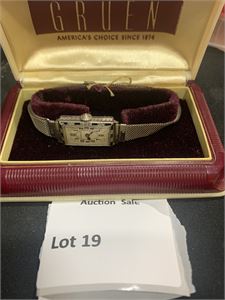 GRUEN
AMERICA'S CHOICE SINCE 1874
Auction Sale
Lot 19